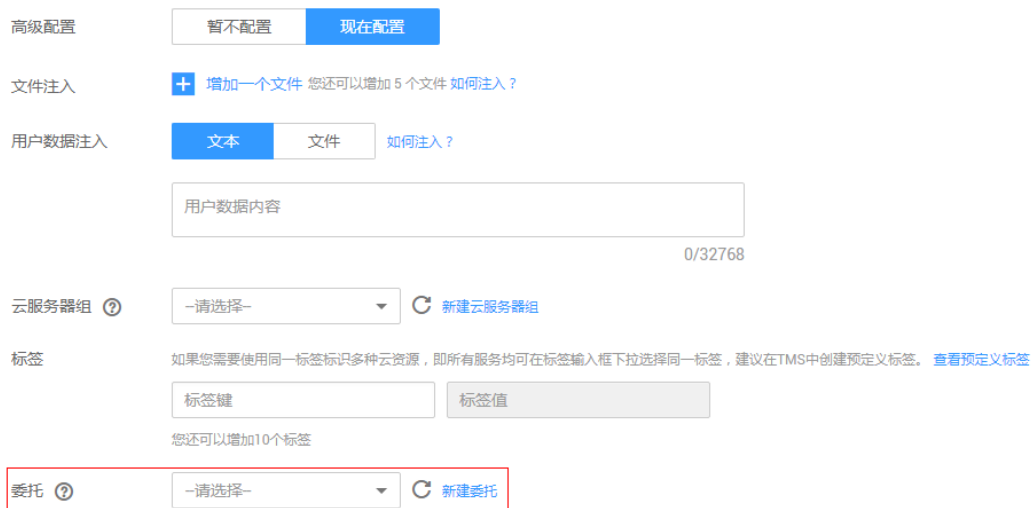 高级配置 暂不配置 现在配置
文件注入 增加一个文件 您还可以增加 5 个文件 如何注入？
用户数据注入 文本 文件 如何注入？
用户数据内容
0/32768
云服务器组 --请选择-- 新建云服务器组
标签 如果您需要使用同一标签标识多种云资源，即所有服务均可在标签输入框下拉选择同一标签，建议在TMS中创建预定义标签。 查看预定义标签
标签键 标签值
您还可以增加10个标签
委托 --请选择-- 新建委托